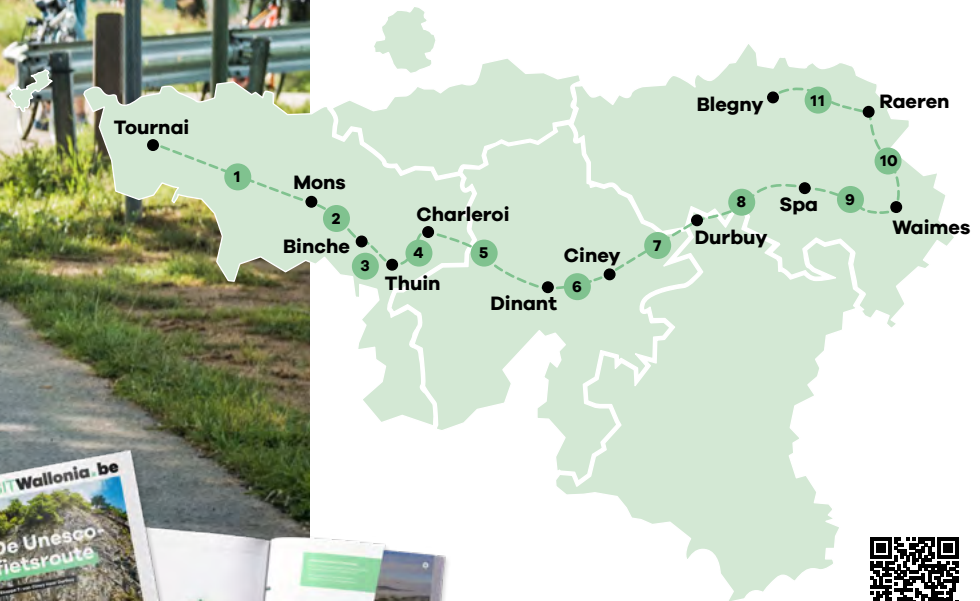 Tournai
1
Mons
2
Binche
3
Thuin
4
Charleroi
5
Dinant
6
Ciney
7
Durbuy
8
Spa
9
Waimes
10
Raeren
11
Blegny
Wallonia.be
De Unesco-
fietsroute